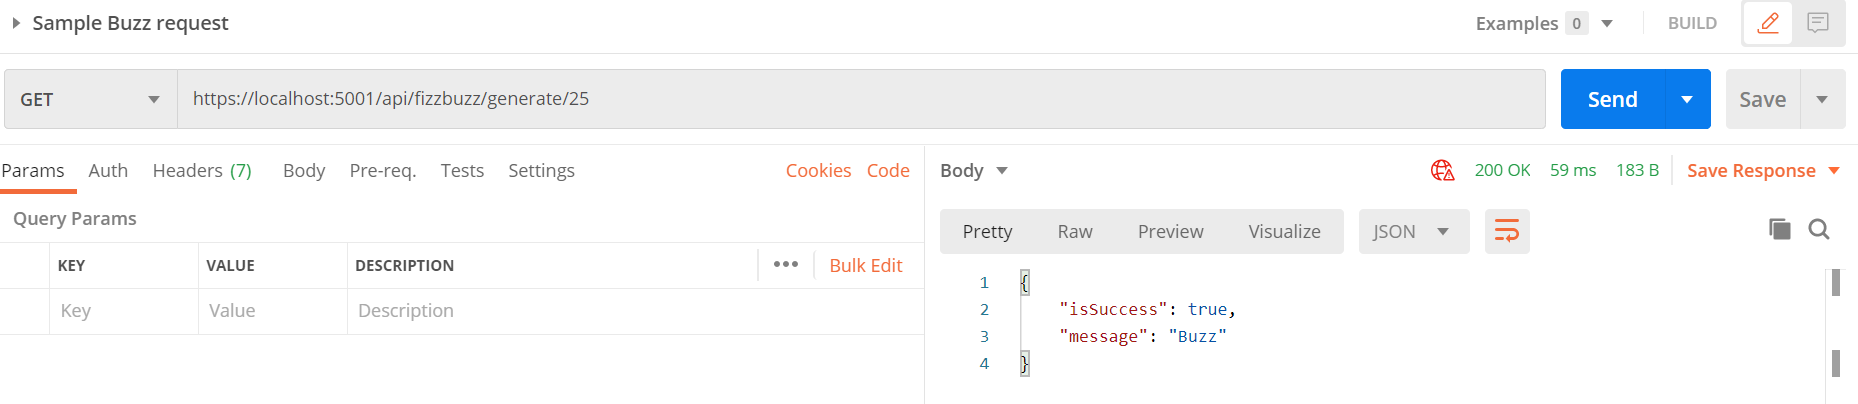 Sample Buzz request
Examples 0 BUILD
GET https://localhost:5001/api/fizzbuzz/generate/25 Send Save
Params Auth Headers (7) Body Pre-req. Tests Settings Cookies Code
Query Params
KEY VALUE DESCRIPTION ••• Bulk Edit
Key Value Description
Body 200 OK 59 ms 183 B Save Response
Pretty Raw Preview Visualize JSON
1 {
2 "isSuccess": true,
3 "message": "Buzz"
4 }